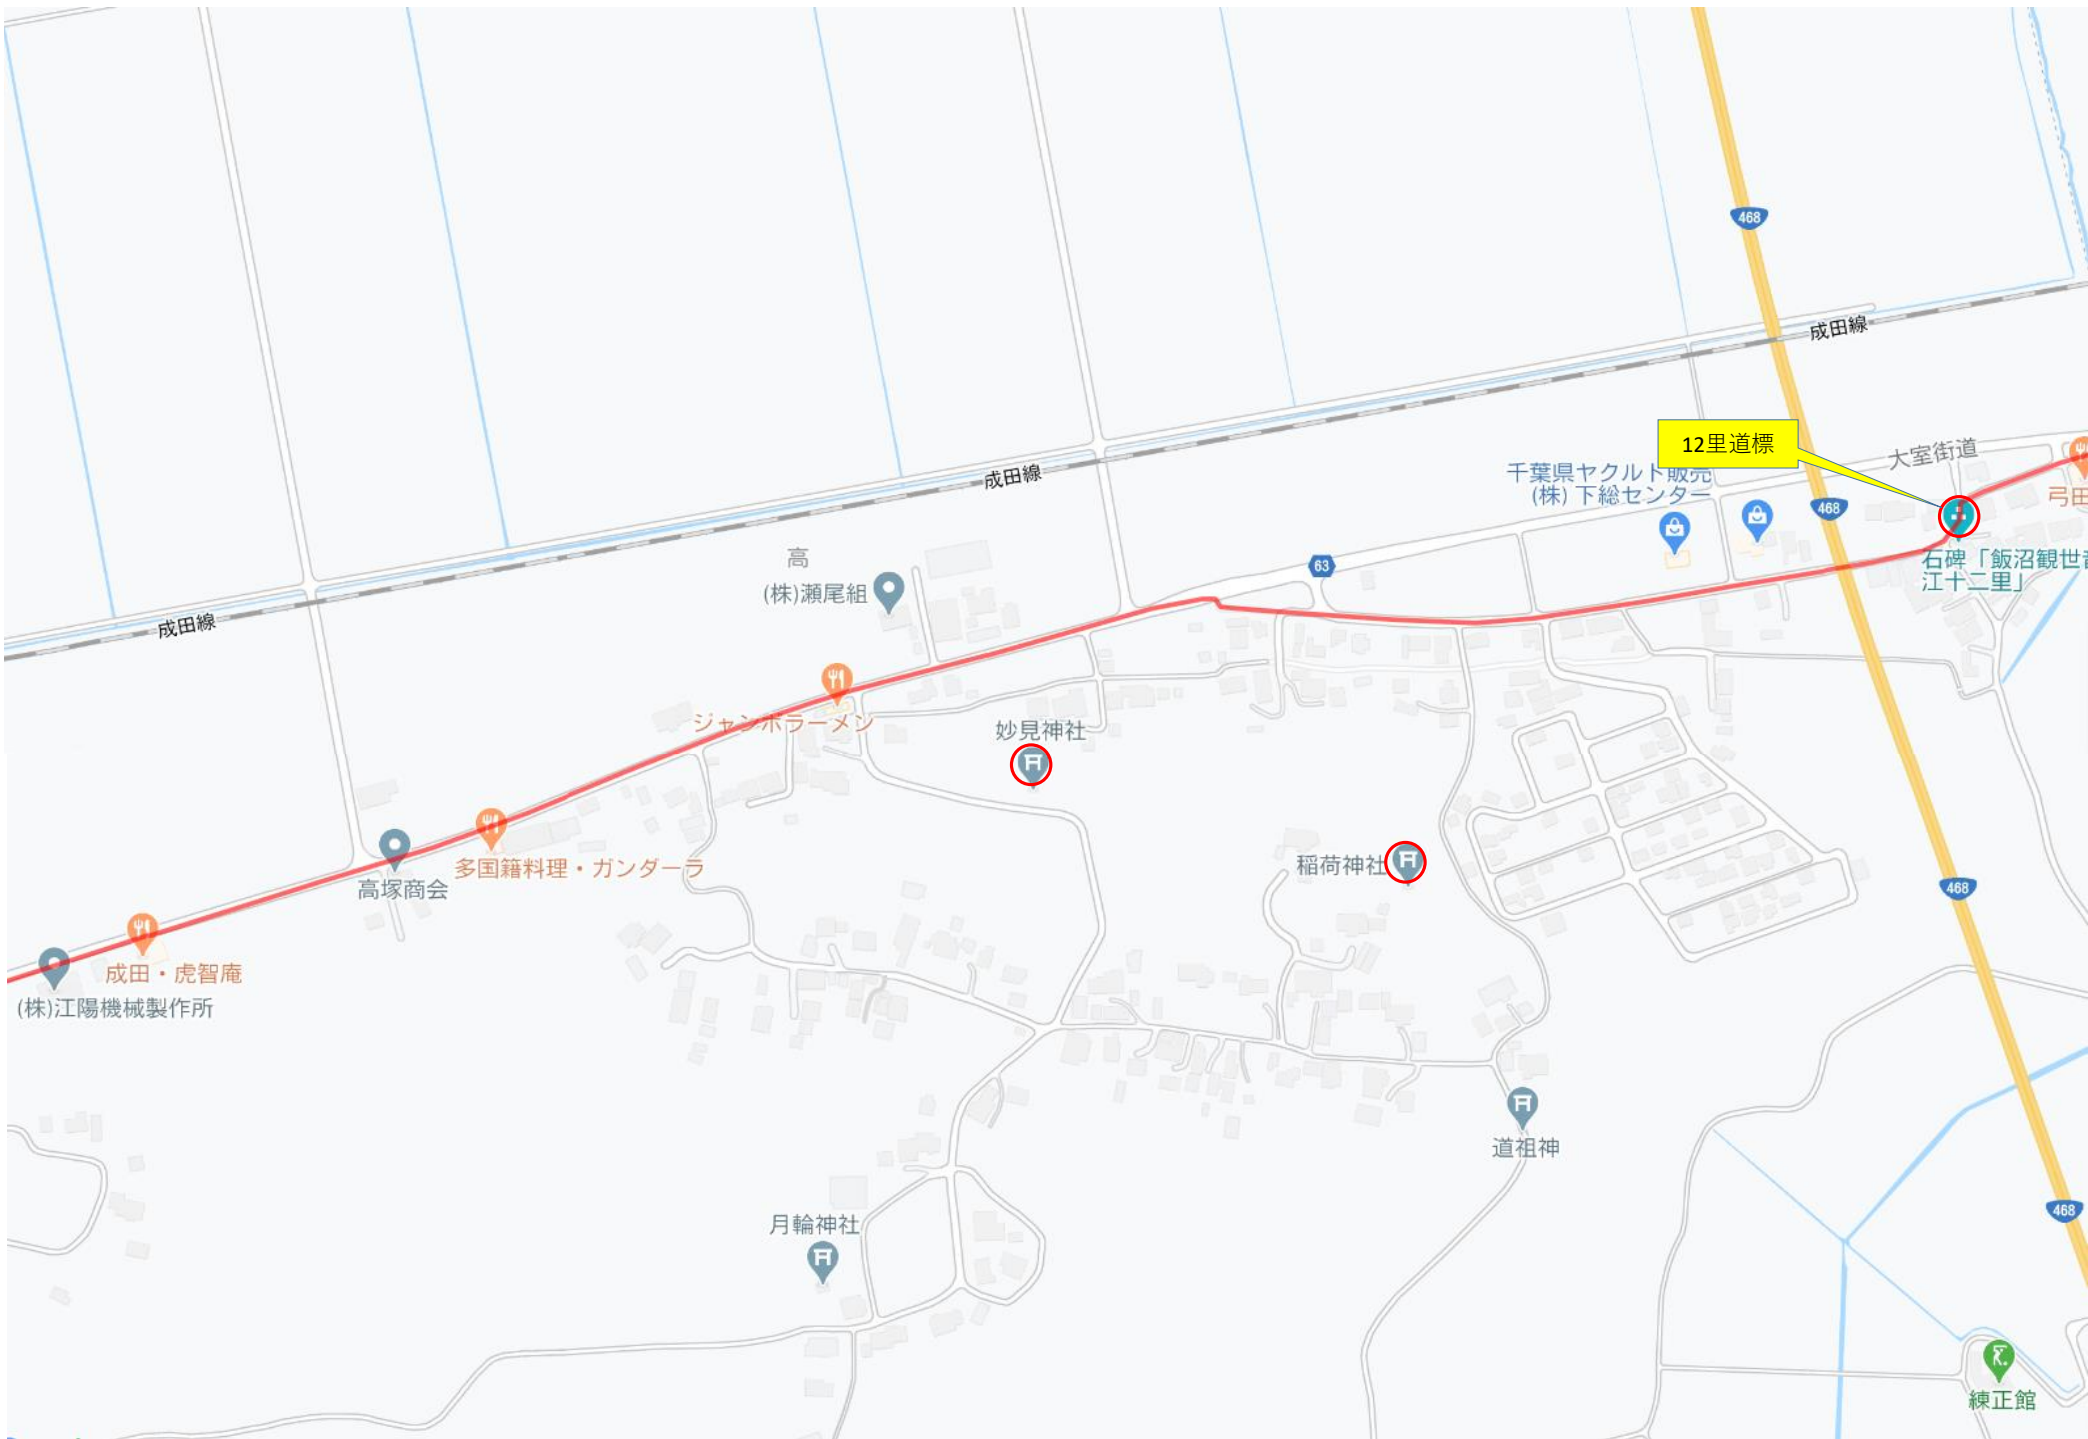 468
成田線
12里道標
大室街道
千葉県ヤクルト販売
(株) 下総センター
成田線
468
弓田
石碑「飯沼観世音
江十二里」
高
63
(株)瀬尾組
成田線
ジャンボラーメン
妙見神社
稲荷神社
多国籍料理・ガンダーラ
高塚商会
468
成田・虎智庵
(株)江陽機械製作所
道祖神
468
月輪神社
練正館